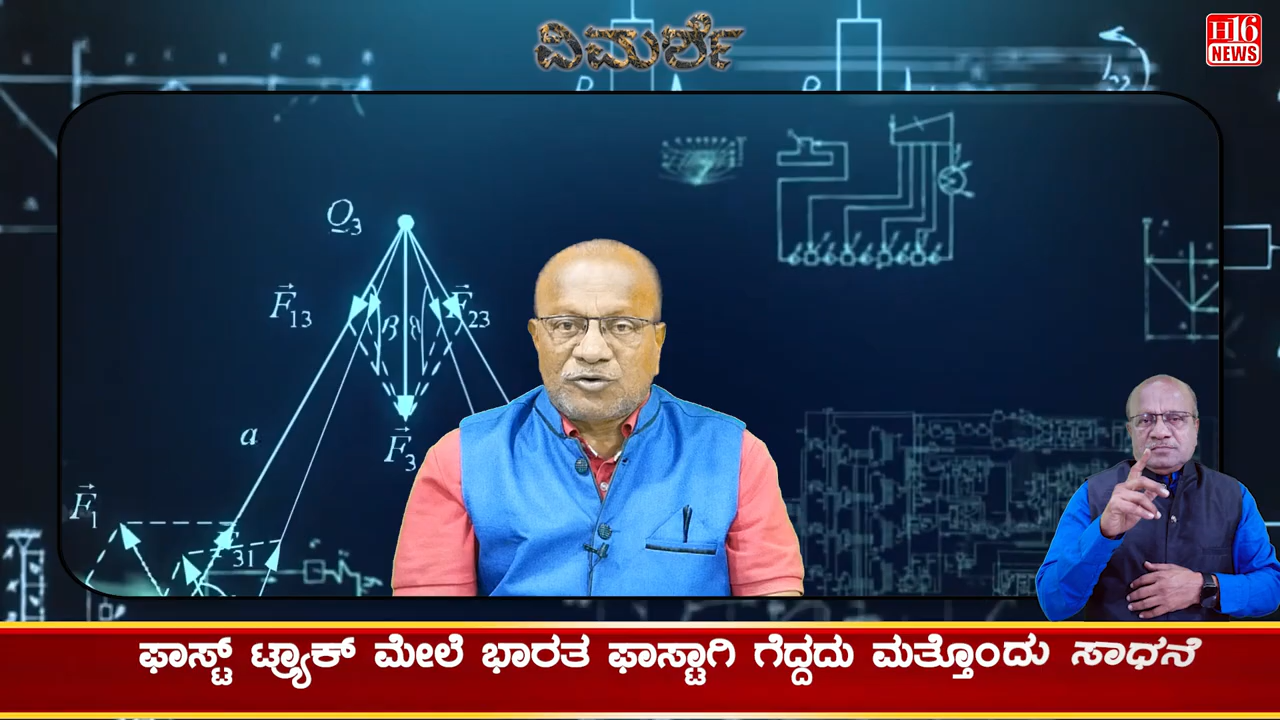 ವಿಮರ್ಶೆ
H16
NEWS
Q3
F13
β
F23
a
F3
F1
31
ಫಾಸ್ಟ್ ಟ್ರ್ಯಾಕ್ ಮೇಲೆ ಭಾರತ ಫಾಸ್ಟಾಗಿ ಗೆದ್ದದು ಮತ್ತೊಂದು ಸಾಧನೆ